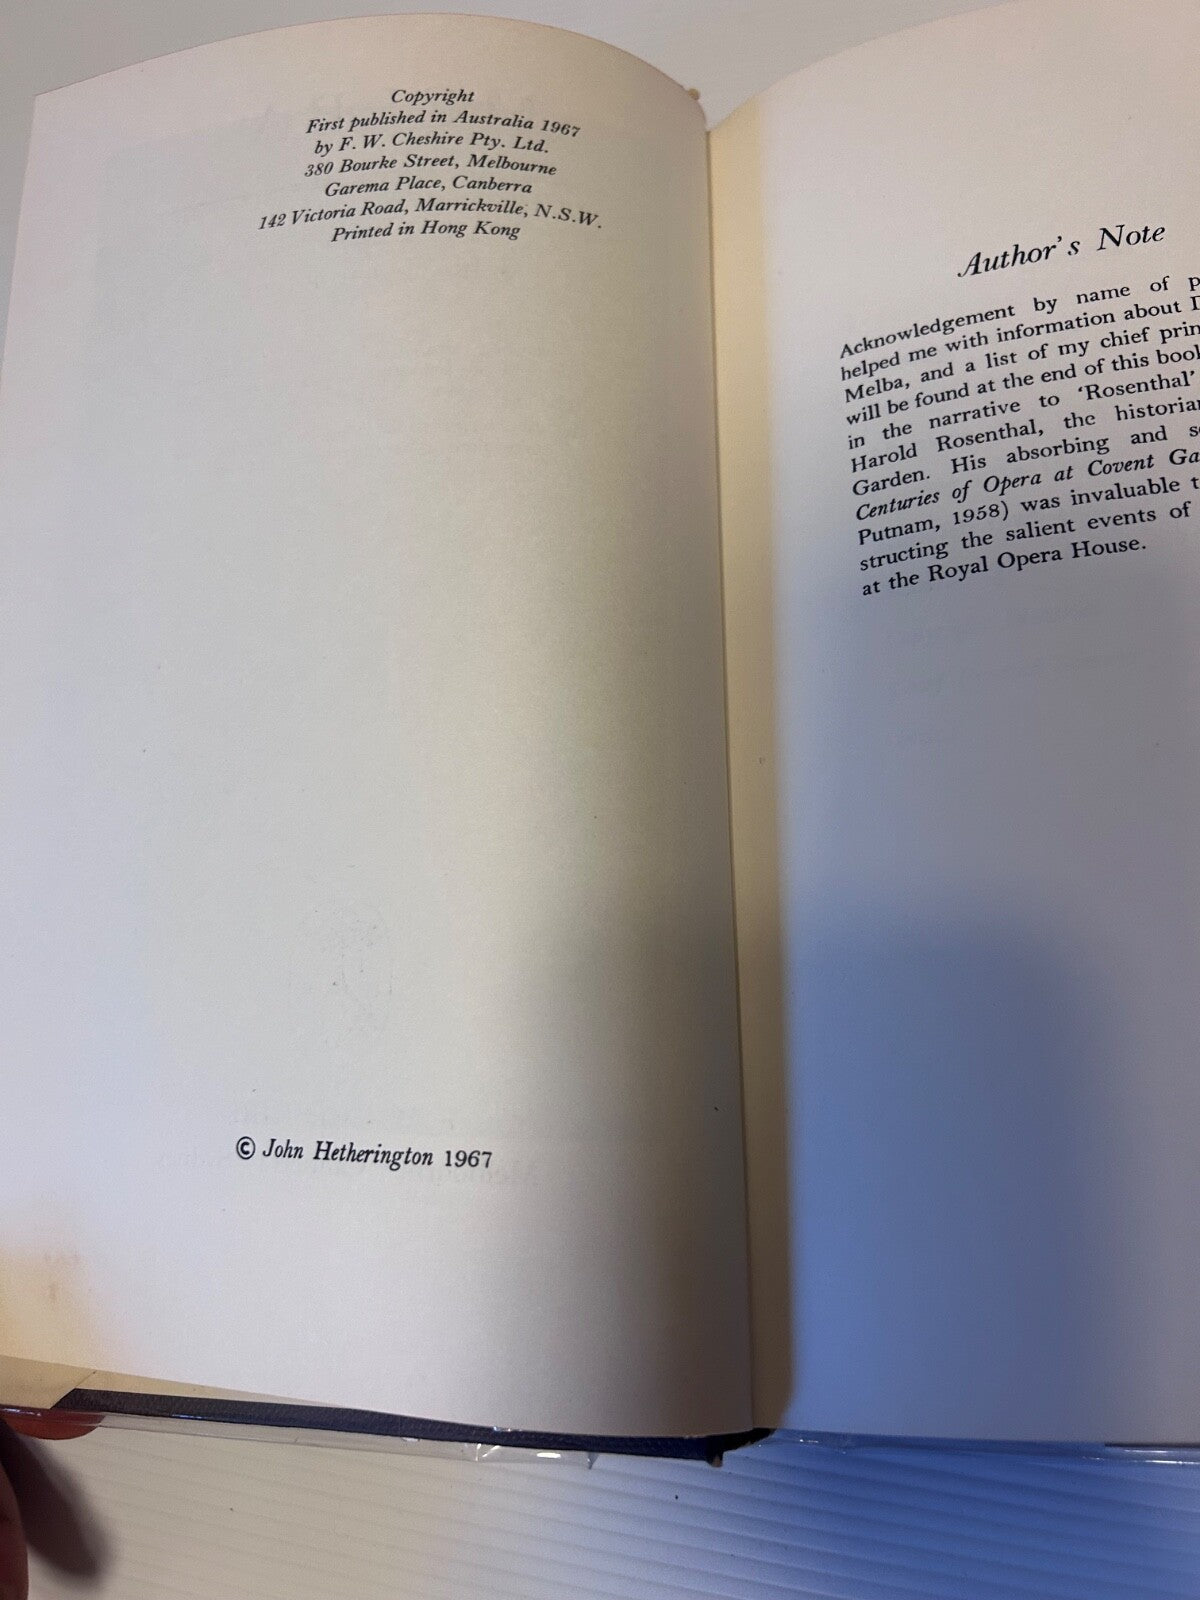 Copyright
First published in Australia 1967
by F. W. Cheshire Pty. Ltd.
380 Bourke Street, Melbourne
Garema Place, Canberra
142 Victoria Road, Marrickville, N.S.W.
Printed in Hong Kong
© John Hetherington 1967
Author's Note
Acknowledgement by name of
helped me with information about
Melba, and a list of my chief
will be found at the end of this
in the narrative to 'Rosenthal'
Harold Rosenthal, the
Garden. His absorbing and
Centuries of Opera at Covent
Putnam, 1958) was invaluable
structing the salient events of
at the Royal Opera House.